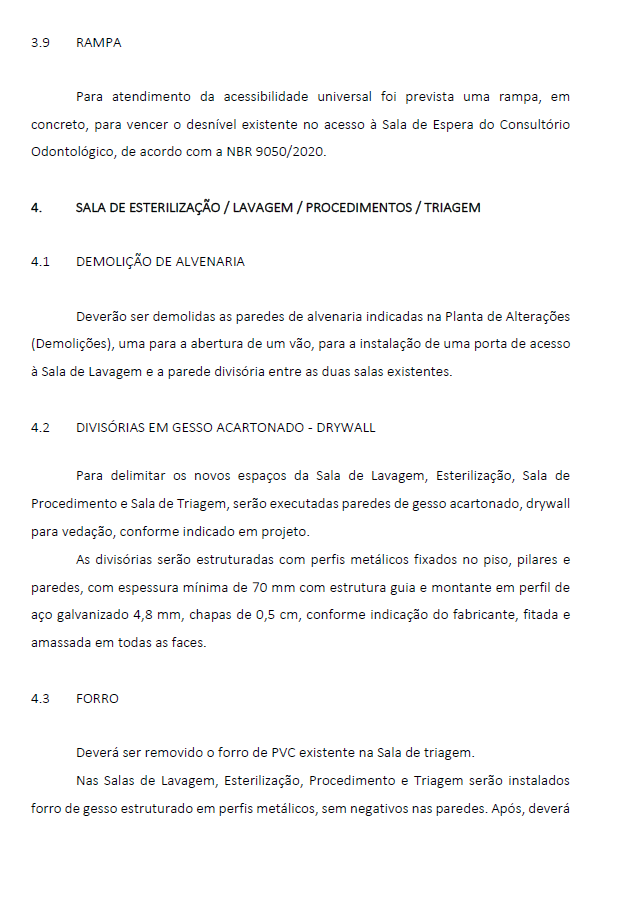 3.9 RAMPA
Para atendimento da acessibilidade universal foi prevista uma rampa, em
concreto, para vencer o desnível existente no acesso à Sala de Espera do Consultório
Odontológico, de acordo com a NBR 9050/2020.
4. SALA DE ESTERILIZAÇÃO / LAVAGEM / PROCEDIMENTOS / TRIAGEM
4.1 DEMOLIÇÃO DE ALVENARIA
Deverão ser demolidas as paredes de alvenaria indicadas na Planta de Alterações
(Demolições), uma para a abertura de um vão, para a instalação de uma porta de acesso
à Sala de Lavagem e a parede divisória entre as duas salas existentes.
4.2 DIVISÓRIAS EM GESSO ACARTONADO - DRYWALL
Para delimitar os novos espaços da Sala de Lavagem, Esterilização, Sala de
Procedimento e Sala de Triagem, serão executadas paredes de gesso acartonado, drywall
para vedação, conforme indicado em projeto.
As divisórias serão estruturadas com perfis metálicos fixados no piso, pilares e
paredes, com espessura mínima de 70 mm com estrutura guia e montante em perfil de
aço galvanizado 4,8 mm, chapas de 0,5 cm, conforme indicação do fabricante, fitada e
amassada em todas as faces.
4.3 FORRO
Deverá ser removido o forro de PVC existente na Sala de triagem.
Nas Salas de Lavagem, Esterilização, Procedimento e Triagem serão instalados
forro de gesso estruturado em perfis metálicos, sem negativos nas paredes. Após, deverá